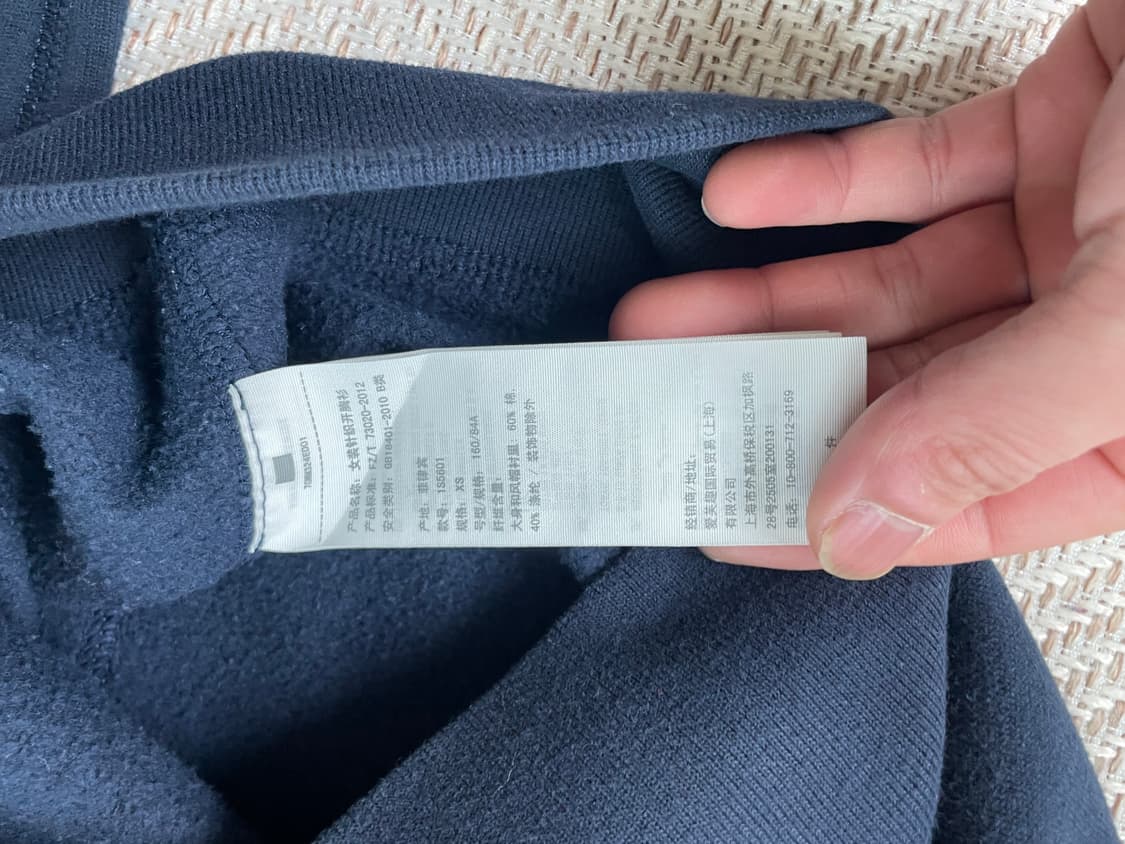 产品名称: 女装针织开胸衫
产品标准: FZ/T 73020-2012
安全类别: GB18401-2010 B类
产地: 菲律宾
款号: 1S5601
规格: XS
号型/规格: 160/84A
纤维含量:
大身和风帽衬里 60% 棉,
40% 涤纶 / 装饰物除外
经销商/地址:
爱芙趣国际贸易(上海)
有限公司
上海市外高桥保税区加枫路
28号2505室200131
电话: 10-800-712-3169
件